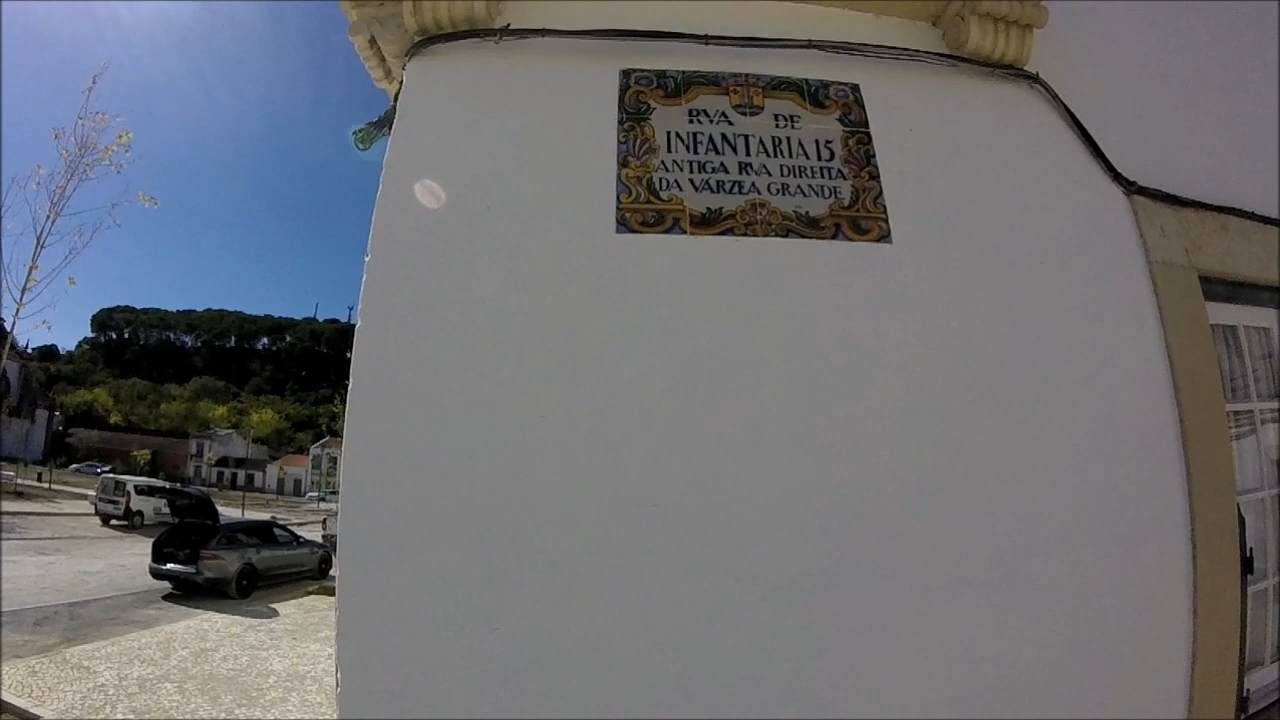 RVA DE
INFANTARIA 15
ANTIGA RVA DIREITA
DA VÁRZEA GRANDE